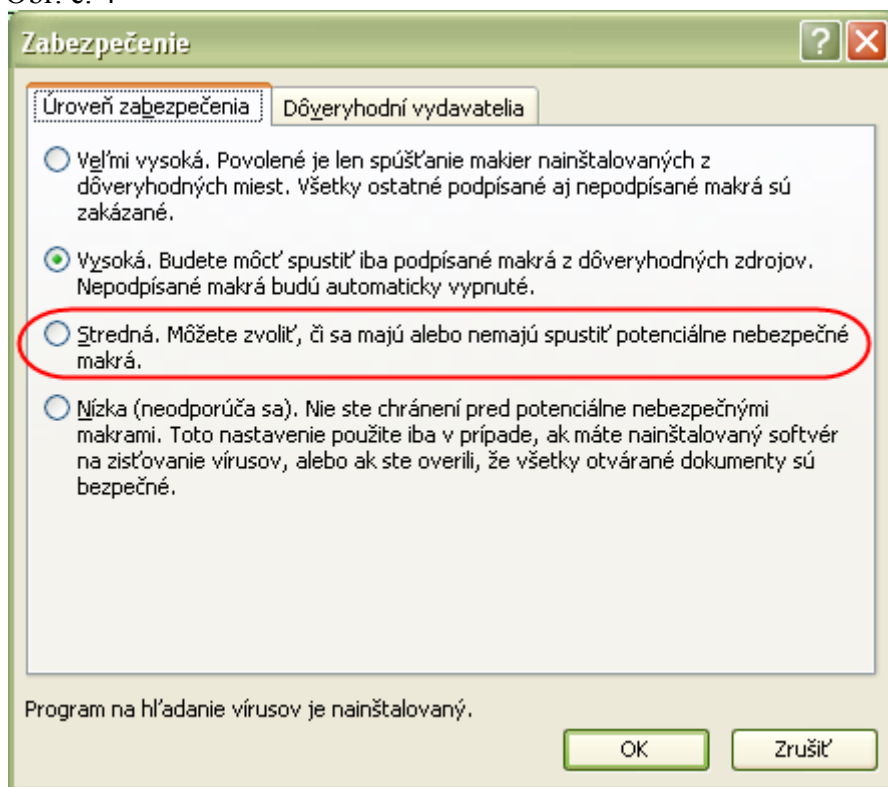 Zabezpečenie
Úroveň zabezpečenia
Dôveryhodní vydavatelia
Veľmi vysoká. Povolené je len spúšťanie makier nainštalovaných z
dôveryhodných miest. Všetky ostatné podpísané aj nepodpísané makrá sú
zakázané.
Vysoká. Budete môcť spustiť iba podpísané makrá z dôveryhodných zdrojov.
Nepodpísané makrá budú automaticky vypnuté.
Stredná. Môžete zvoliť, či sa majú alebo nemajú spustiť potenciálne nebezpečné
makrá.
Nízka (neodporúča sa). Nie ste chránení pred potenciálne nebezpečnými
makrami. Toto nastavenie použite iba v prípade, ak máte nainštalovaný softvér
na zisťovanie vírusov, alebo ak ste overili, že všetky otvárané dokumenty sú
bezpečné.
Program na hľadanie vírusov je nainštalovaný.
OK
Zrušiť